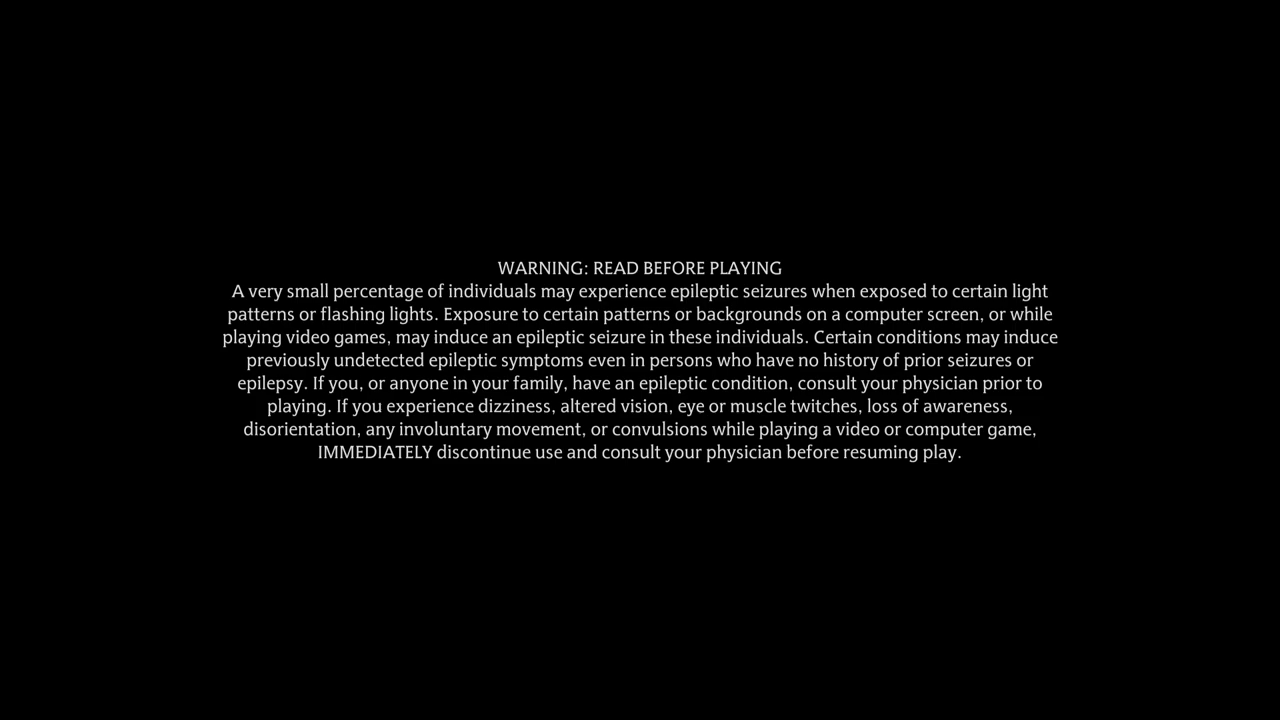 WARNING: READ BEFORE PLAYING
A very small percentage of individuals may experience epileptic seizures when exposed to certain light
patterns or flashing lights. Exposure to certain patterns or backgrounds on a computer screen, or while
playing video games, may induce an epileptic seizure in these individuals. Certain conditions may induce
previously undetected epileptic symptoms even in persons who have no history of prior seizures or
epilepsy. If you, or anyone in your family, have an epileptic condition, consult your physician prior to
playing. If you experience dizziness, altered vision, eye or muscle twitches, loss of awareness,
disorientation, any involuntary movement, or convulsions while playing a video or computer game,
IMMEDIATELY discontinue use and consult your physician before resuming play.